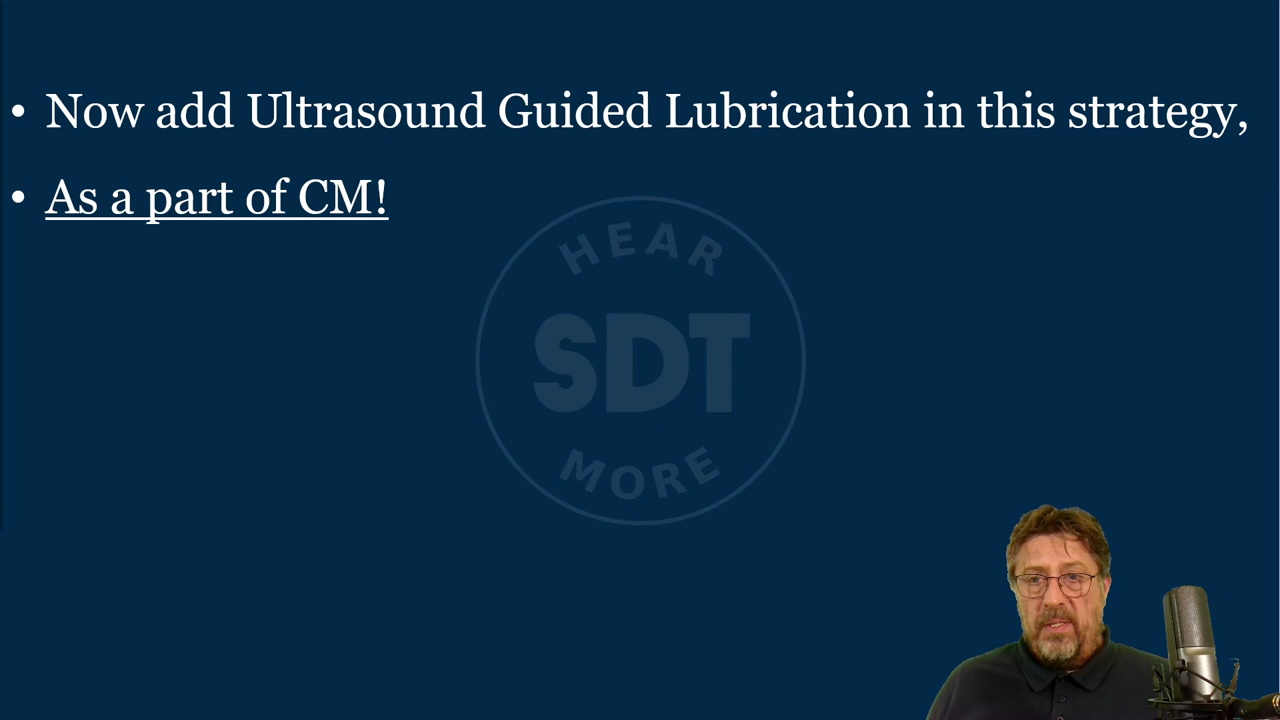 • Now add Ultrasound Guided Lubrication in this strategy,
• As a part of CM!
HEAR
SDT
MORE